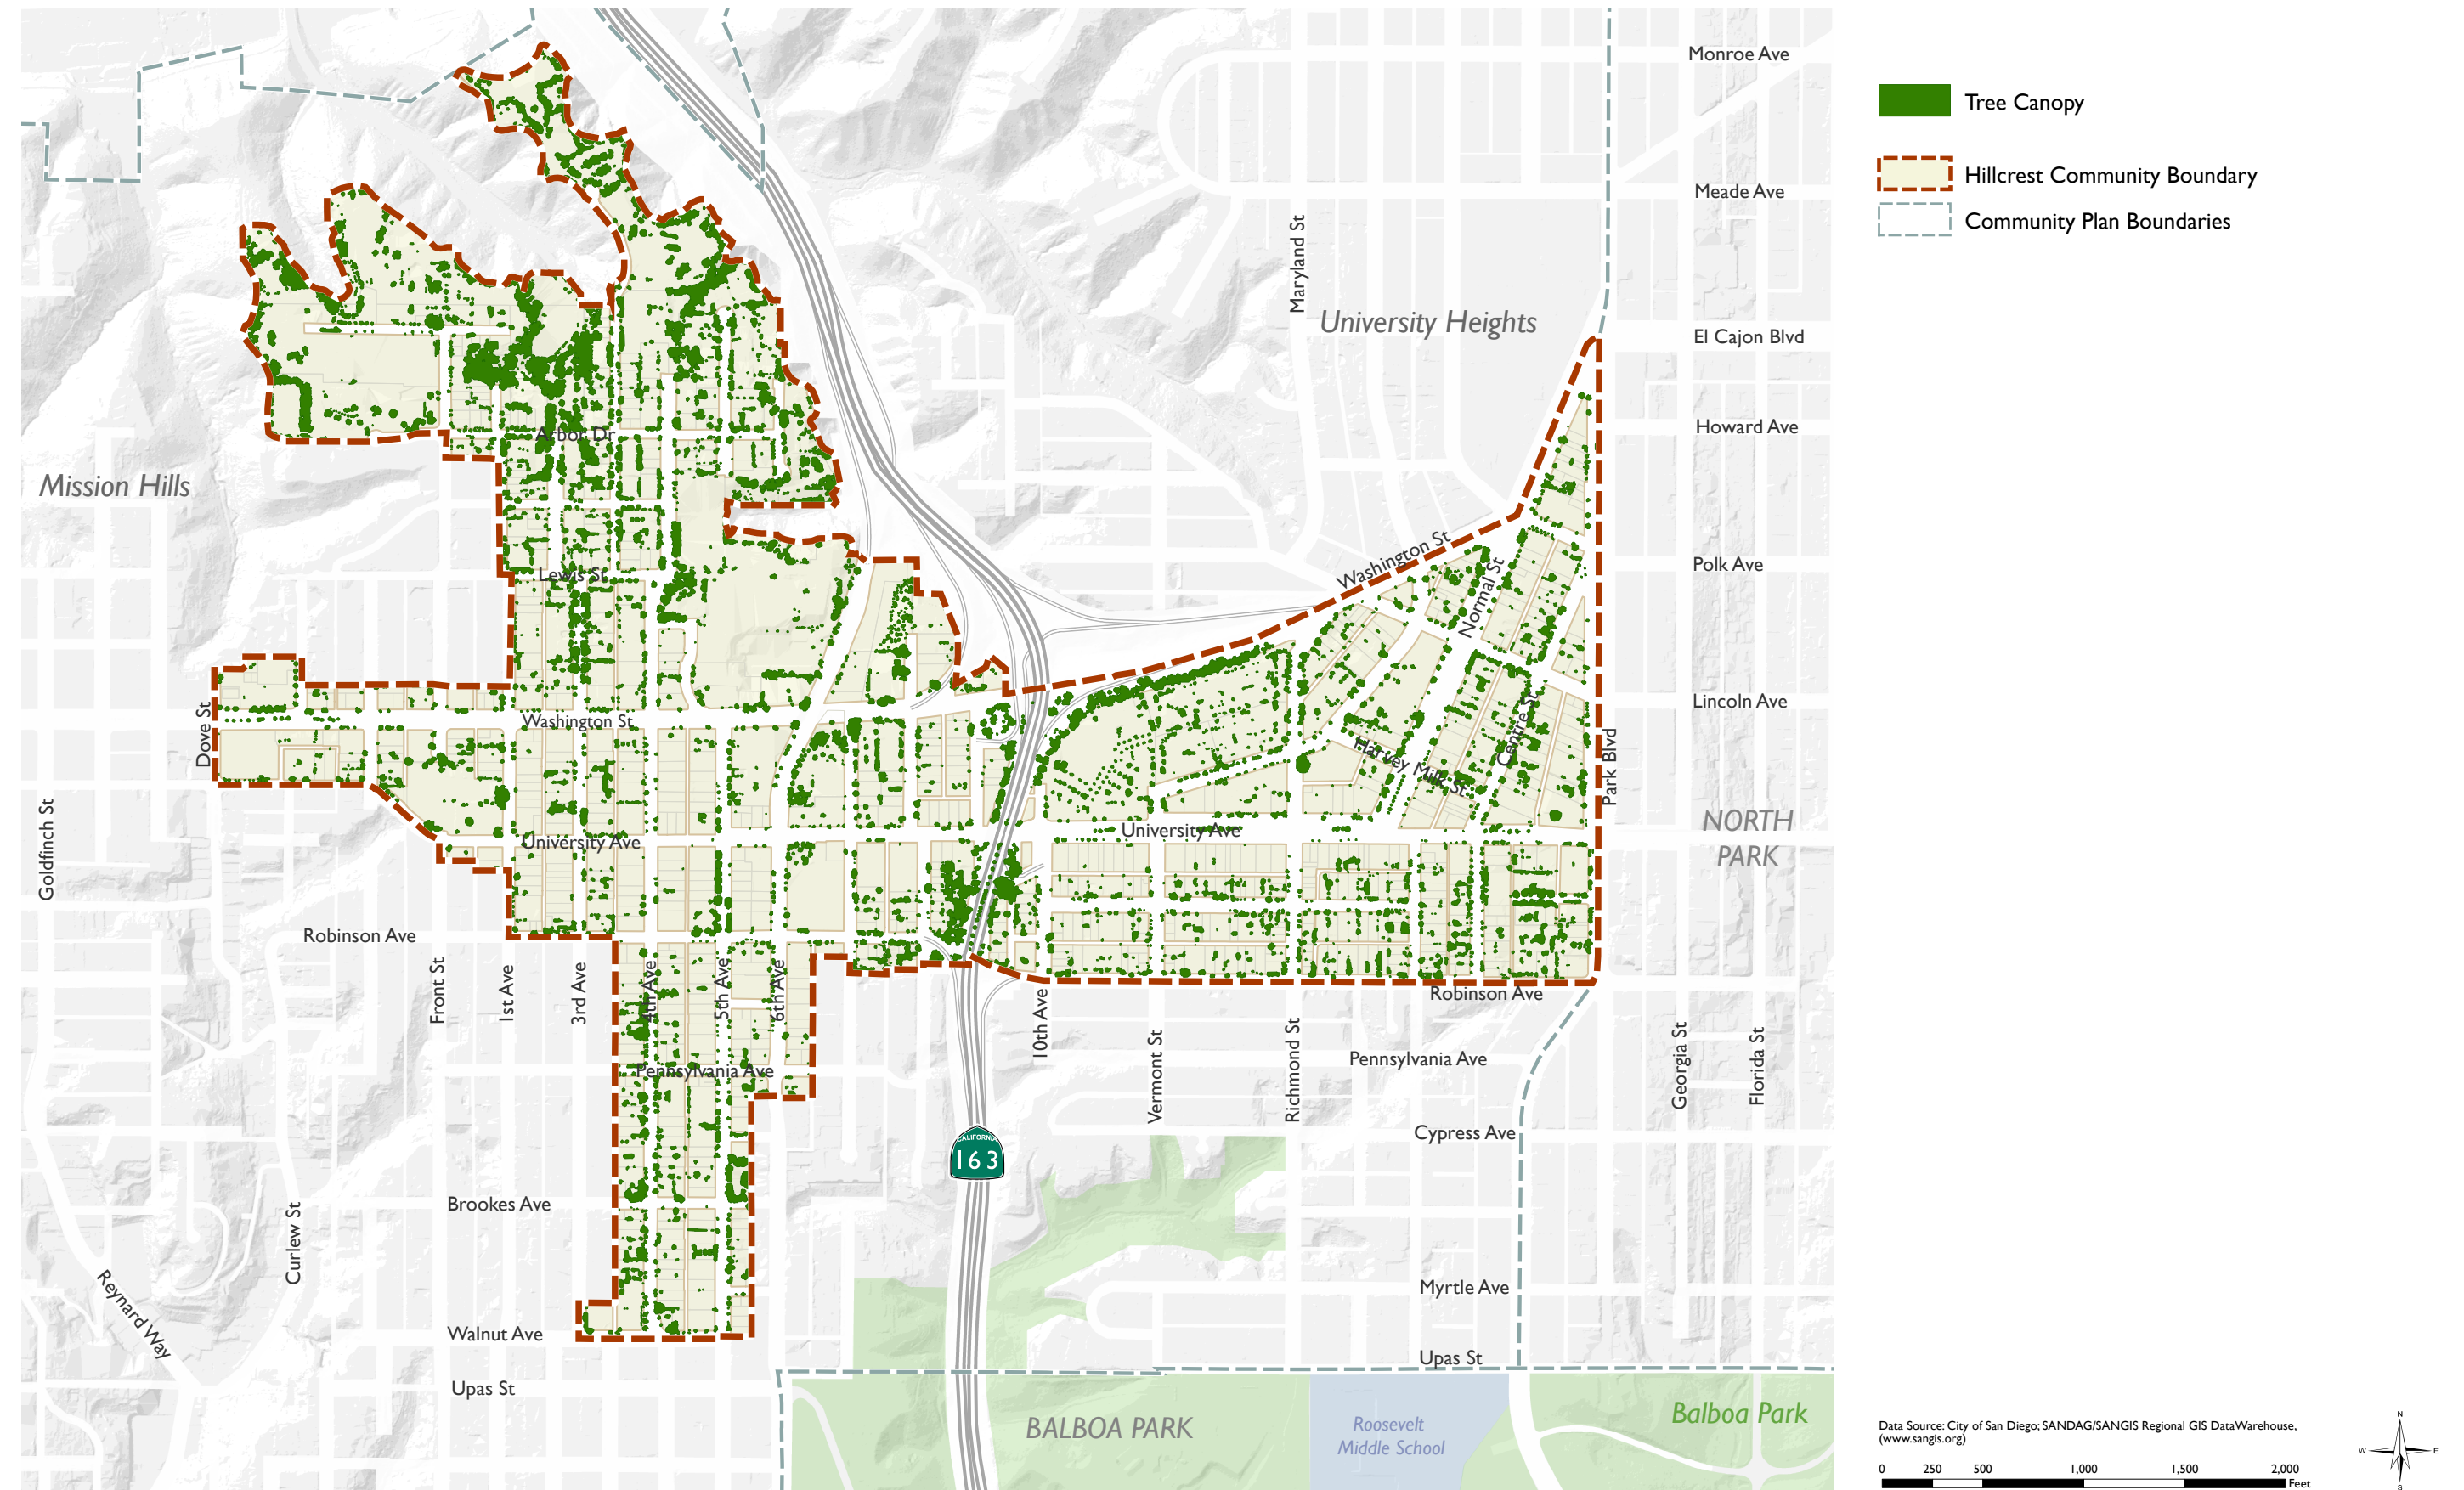 Monroe Ave
Tree Canopy
Hillcrest Community Boundary
Meade Ave
Community Plan Boundaries
Maryland St
University Heights
El Cajon Blvd
Howard Ave
Arbor Dr
Mission Hills
Washington St
Polk Ave
Lewis St
Normal St
Lincoln Ave
Dove St
Washington St
Centre St
Harvey Milk St
Park Blvd
NORTH
PARK
University Ave
University Ave
Goldfinch St
Robinson Ave
Front St
1st Ave
3rd Ave
4th Ave
5th Ave
6th Ave
Robinson Ave
10th Ave
Vermont St
Richmond St
Pennsylvania Ave
Pennsylvania Ave
Georgia St
Florida St
Cypress Ave
CALIFORNIA
163
Brookes Ave
Curlew St
Reynard Way
Myrtle Ave
Walnut Ave
Upas St
Upas St
BALBOA PARK
Roosevelt
Middle School
Balboa Park
Data Source: City of San Diego; SANDAG/SANGIS Regional GIS DataWarehouse,
(www.sangis.org)
N
W
E
S
0 250 500 1,000 1,500 2,000
Feet